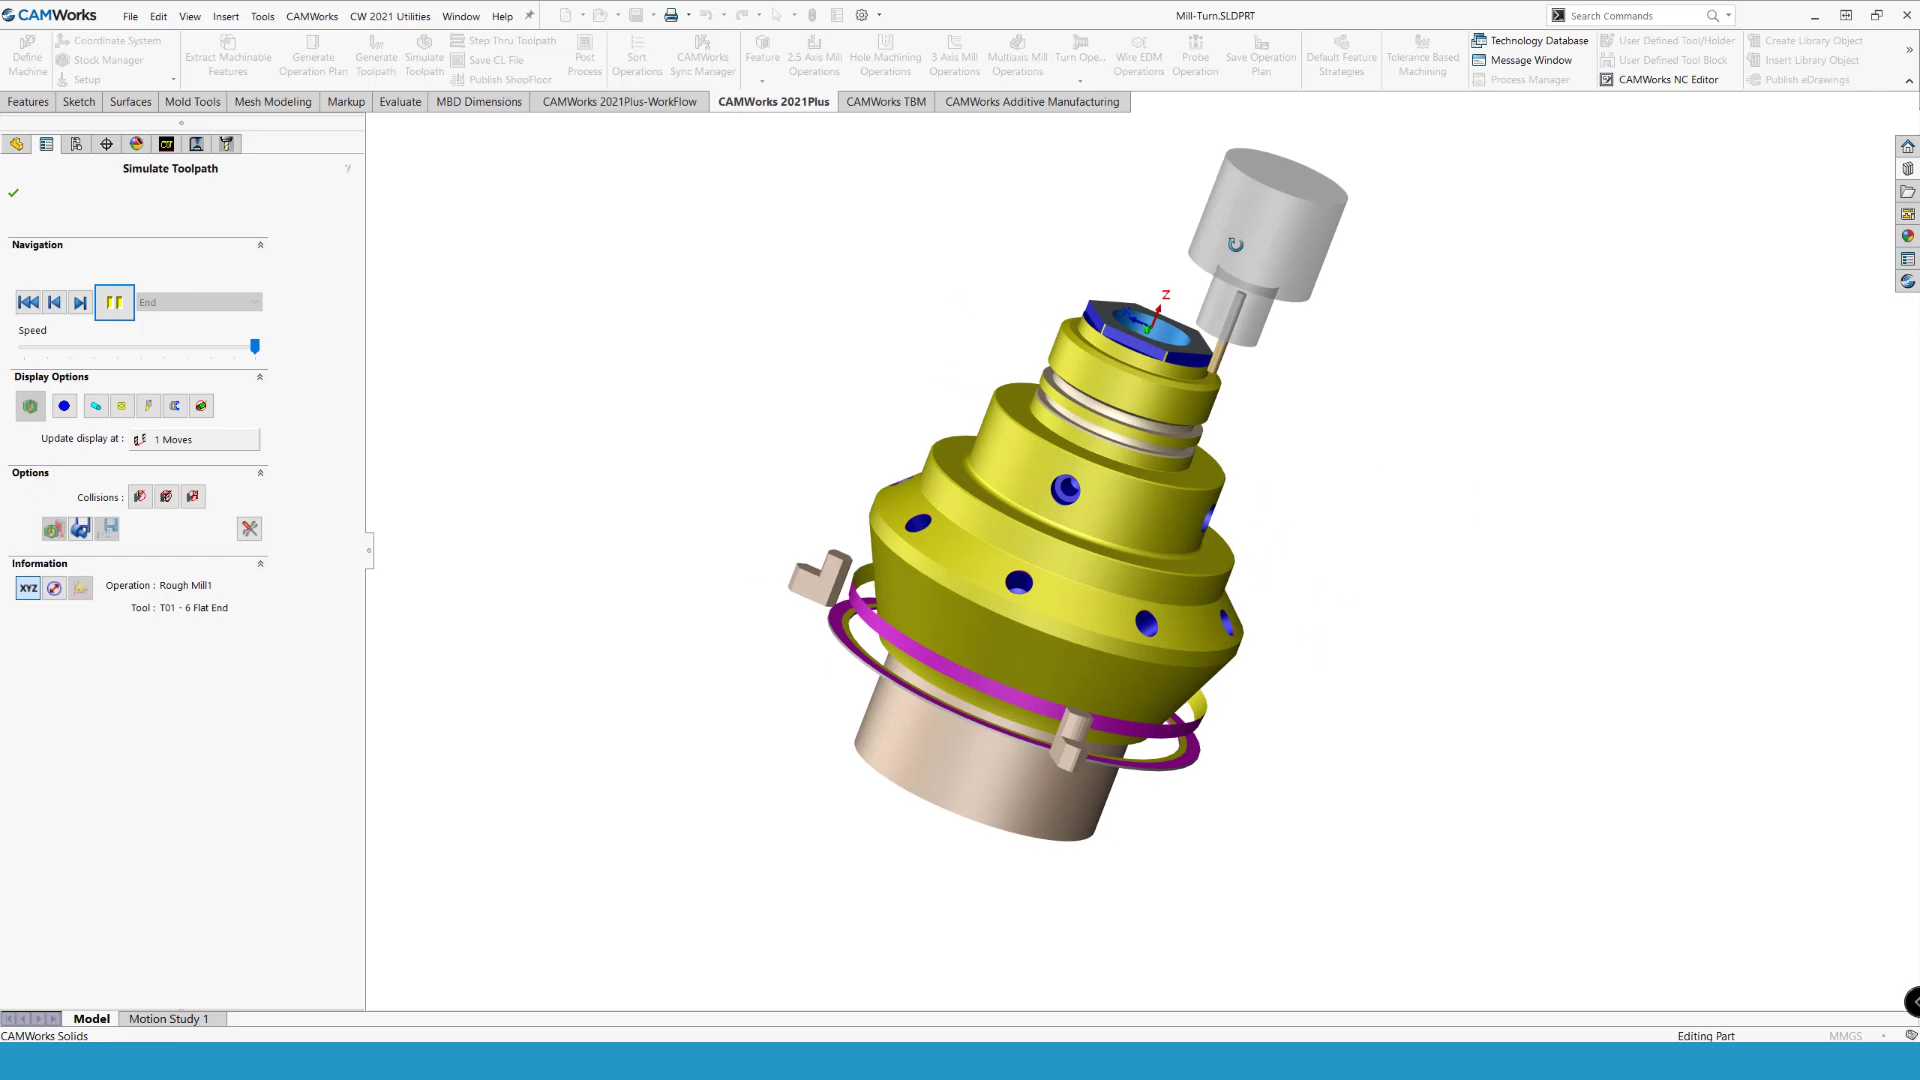 CAMWorks File Edit View Insert Tools CAMWorks CW 2021 Utilities Window Help Mill-Turn.SLDPRT Search Commands
Define Machine
Coordinate System
Stock Manager
Setup
Extract Machinable Features
Generate Operation Plan
Generate Toolpath
Simulate Toolpath
Step Thru Toolpath
Save CL File
Publish ShopFloor
Post Process
Sort Operations
CAMWorks Sync Manager
Feature
2.5 Axis Mill Operations
Hole Machining Operations
3 Axis Mill Operations
Multiaxis Mill Operations
Turn Ope...
Wire EDM Operations
Probe Operation
Save Operation Plan
Default Feature Strategies
Tolerance Based Machining
Technology Database
Message Window
Process Manager
User Defined Tool/Holder
User Defined Tool Block
CAMWorks NC Editor
Create Library Object
Insert Library Object
Publish eDrawings
Features Sketch Surfaces Mold Tools Mesh Modeling Markup Evaluate MBD Dimensions CAMWorks 2021Plus-WorkFlow CAMWorks 2021Plus CAMWorks TBM CAMWorks Additive Manufacturing
Simulate Toolpath
?
Navigation
End
Speed
Display Options
Update display at : 1 Moves
Options
Collisions :
Information
XYZ Operation : Rough Mill1
Tool : T01 - 6 Flat End
Z
Model Motion Study 1
CAMWorks Solids Editing Part MMGS